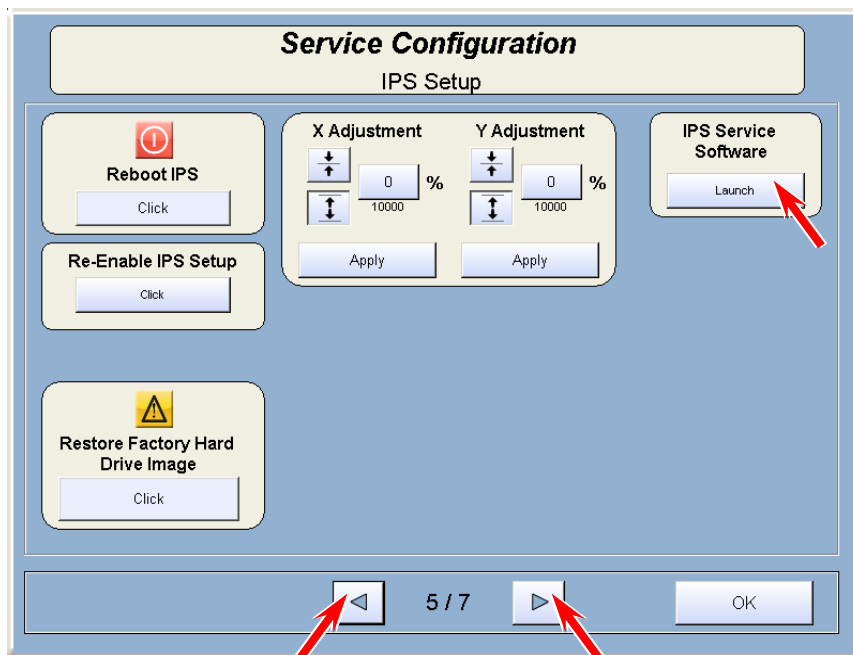 Service Configuration
IPS Setup
Reboot IPS
Click
Re-Enable IPS Setup
Click
Restore Factory Hard
Drive Image
Click
X Adjustment
0 %
10000
Apply
Y Adjustment
0 %
10000
Apply
IPS Service
Software
Launch
5 / 7
OK